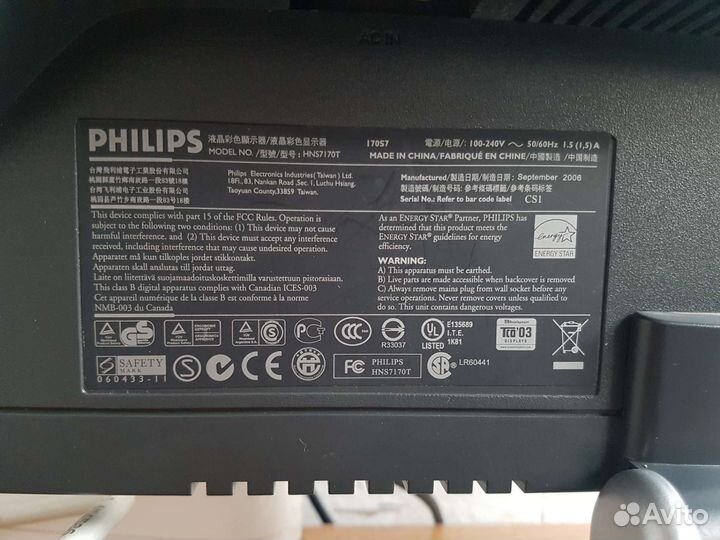 AC IN
PHILIPS
液晶彩色顯示器/液晶彩色显示器
170S7
電源/电源/: 100-240V ~ 50/60Hz 1.5 (1,5) A
MODEL NO./型號/型号: HNS7170T
MADE IN CHINA/FABRIQUÉ EN CHINE/中國製造/中国制造
台灣飛利浦電子工業股份有限公司
桃園縣蘆竹鄉南崁路一段83號18樓
台湾飞利浦电子工业股份有限公司
桃园县芦竹乡南崁路一段83号18楼
Philips Electronics Industries(Taiwan) Ltd.
18Fl., 83, Nankan Road ,Sec. 1, Luchu Hsiang,
Taoyuan County,33859 Taiwan.
Manufactured/製造日期/制造日期: September 2006
製造編號/制造编号: 參考條碼標籤/参考条码标签
Serial No.: Refer to bar code label CS1
This device complies with part 15 of the FCC Rules. Operation is
subject to the following two conditions: (1) This device may not cause
harmful interference, and (2) This device must accept any interference
received, including interference that may cause undesired operation.
Apparatet må kun tilkoples jordet stikkontakt.
Apparaten skall anslutas till jordat uttag.
Laite on liitettävä suojamaadoituskoskettimilla varustettuun pistorasiaan.
This class B digital apparatus complies with Canadian ICES-003
Cet appareil numérique de la classe B est conforme à la norme
NMB-003 du Canada
As an ENERGY STAR® Partner, PHILIPS has
determined that this product meets the
ENERGY STAR® guidelines for energy
efficiency.
energy
ENERGY STAR
WARNING:
A) This apparatus must be earthed.
B) Live parts are made accessible when backcover is removed
C) Always remove mains plug from wall socket before any
service operations. Never remove covers unless qualified to
do so. This unit contains dangerous voltages.
GS
CCC
R33037
UL
LISTED
E135689
I.T.E.
1K81
TCO'03
DISPLAYS
S SAFETY
MARK
060433-11
CE
FC
PHILIPS
HNS7170T
LR60441
Avito